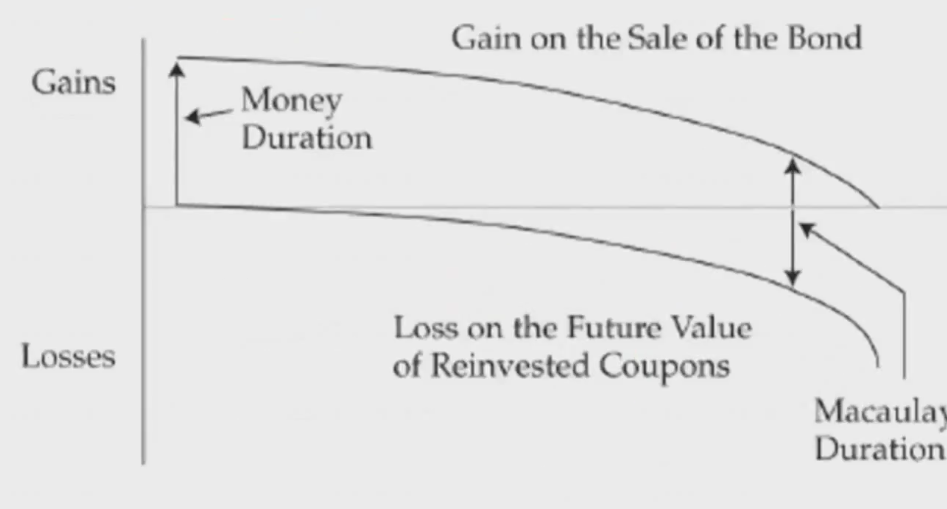 Gain on the Sale of the Bond
Gains
Money
Duration
Loss on the Future Value
of Reinvested Coupons
Losses
Macaulay
Duration